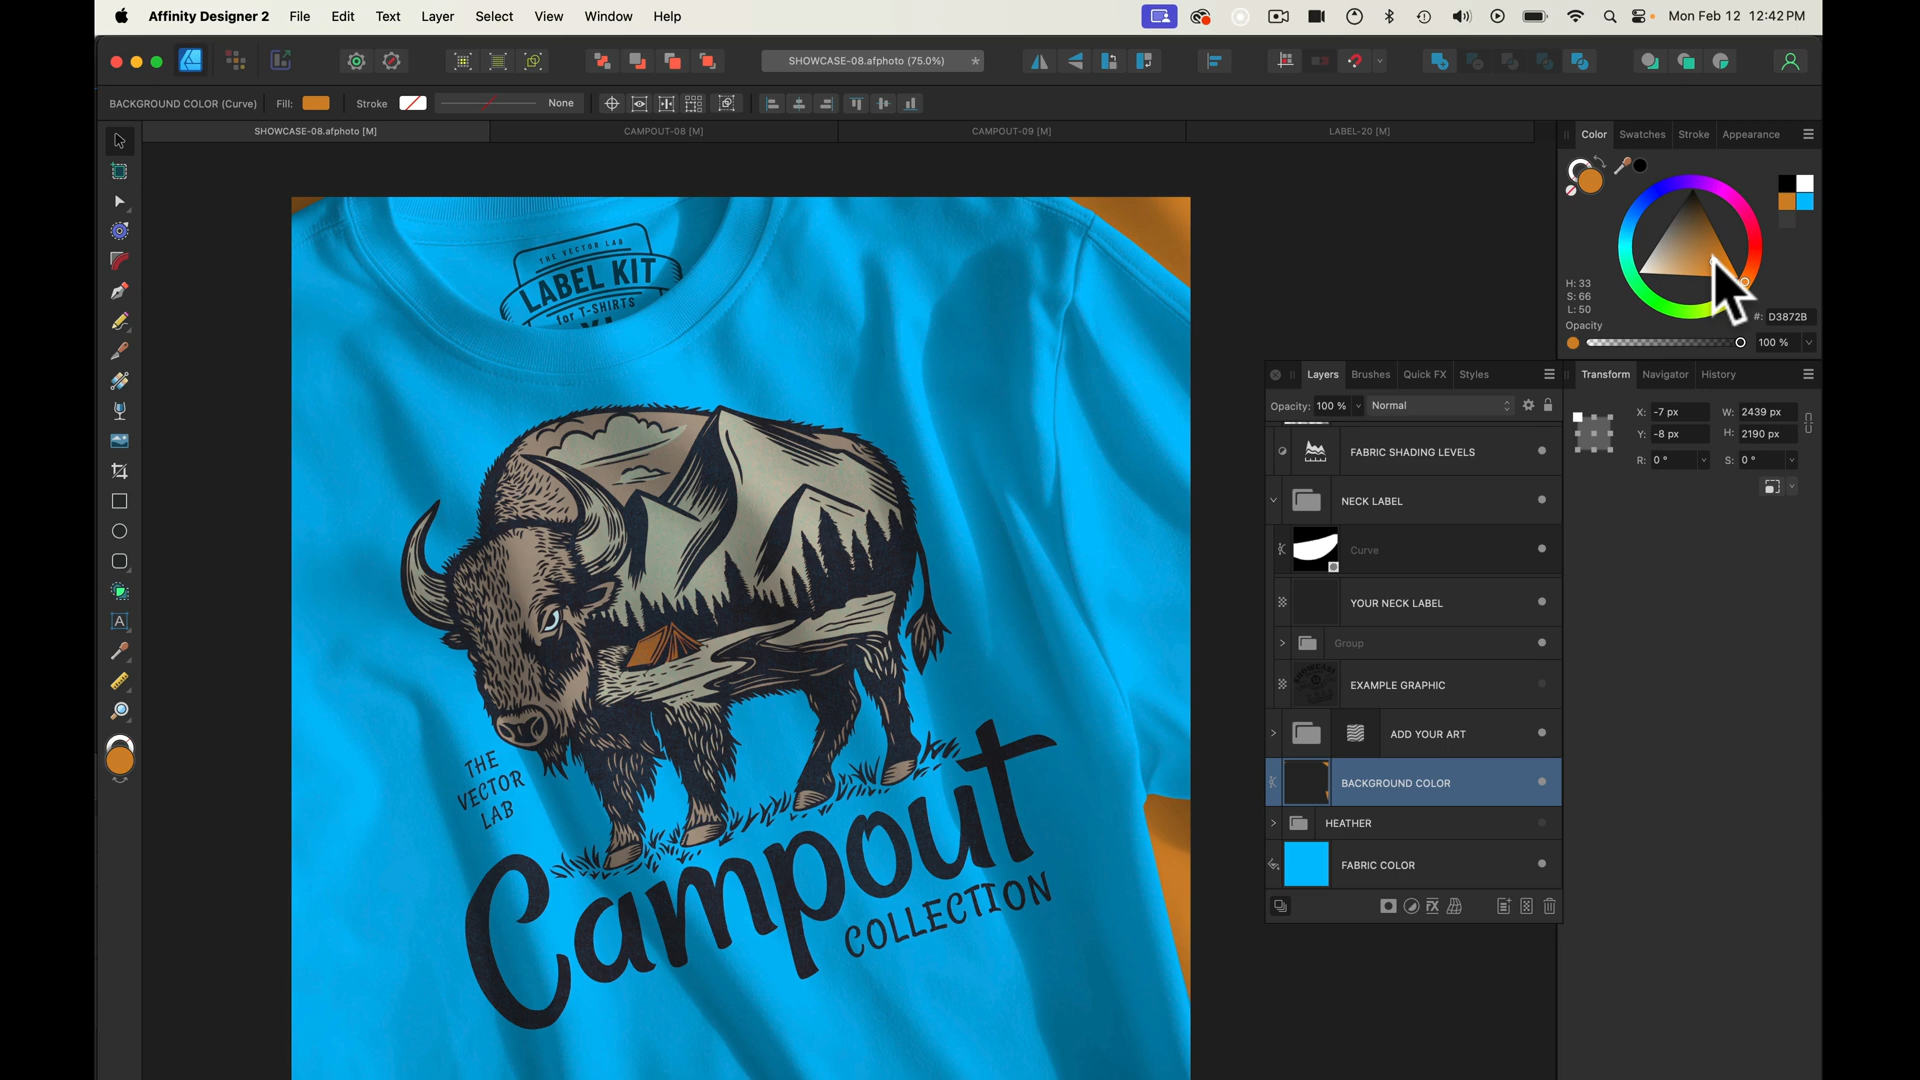 Affinity Designer 2 File Edit Text Layer Select View Window Help Mon Feb 12 12:42 PM
SHOWCASE-08.afphoto (75.0%) *
BACKGROUND COLOR (Curve) Fill: Stroke None
SHOWCASE-08.afphoto [M] CAMPOUT-08 [M] CAMPOUT-09 [M] LABEL-20 [M]
Color Swatches Stroke Appearance
H: 33
S: 66
L: 50
#: D3872B
Opacity
100 %
Transform Navigator History
X: -7 px W: 2439 px
Y: -8 px H: 2190 px
R: 0 ° S: 0 °
Layers Brushes Quick FX Styles
Opacity: 100 % Normal
FABRIC SHADING LEVELS
NECK LABEL
Curve
YOUR NECK LABEL
Group
EXAMPLE GRAPHIC
ADD YOUR ART
BACKGROUND COLOR
HEATHER
FABRIC COLOR
THE VECTOR LAB
LABEL KIT
for T-SHIRTS
THE
VECTOR
LAB
Campout
COLLECTION